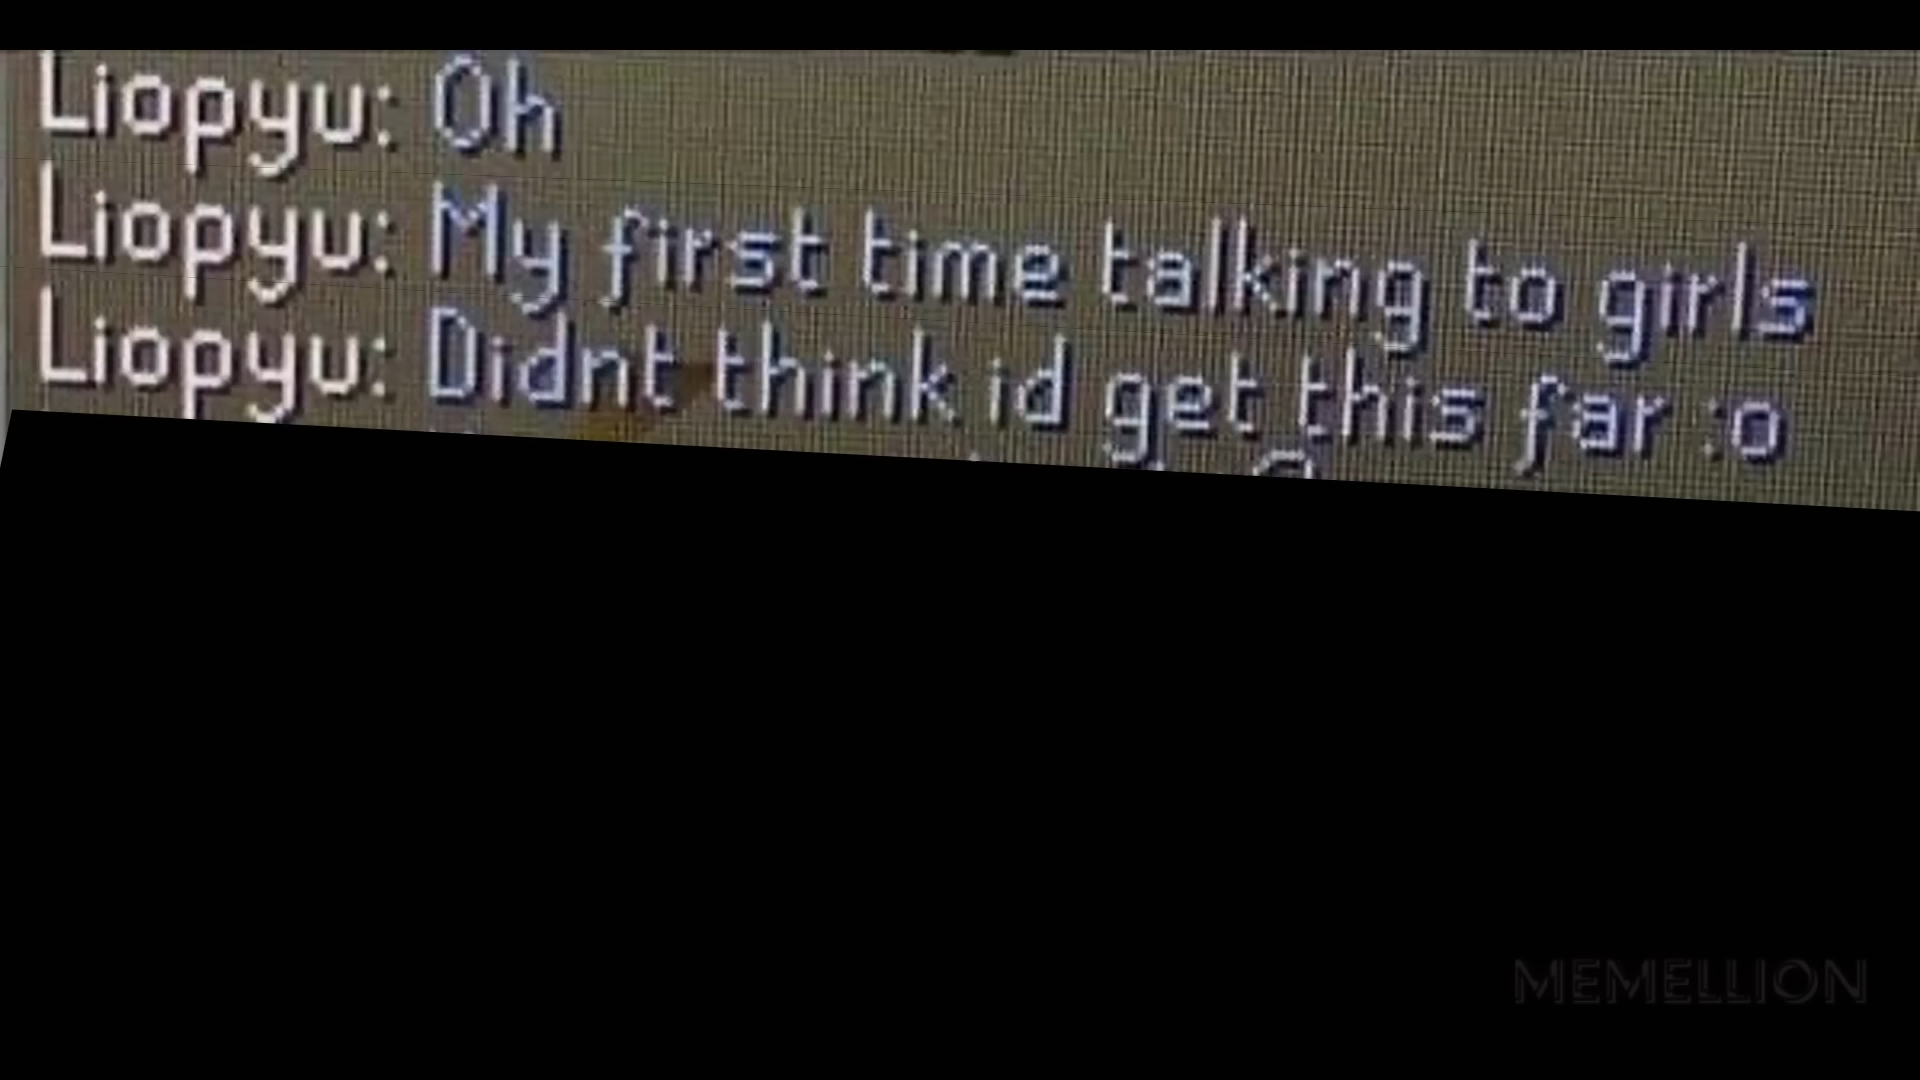 Liopyu: Oh
Liopyu: My first time talking to girls
Liopyu: Didnt think id get this far :o
MEMELLION